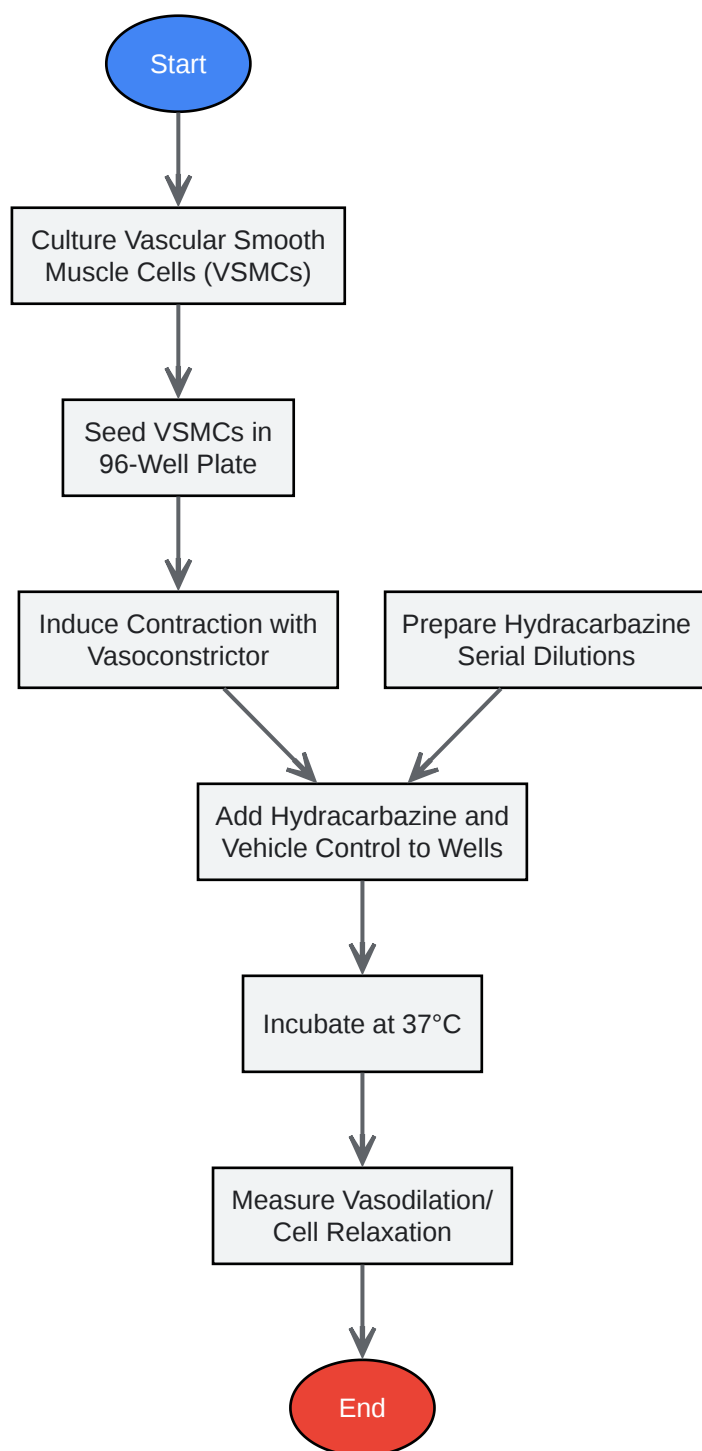 Start
Culture Vascular Smooth
Muscle Cells (VSMCs)
Seed VSMCs in
96-Well Plate
Induce Contraction with
Vasoconstrictor
Prepare Hydracarbazine
Serial Dilutions
Add Hydracarbazine and
Vehicle Control to Wells
Incubate at 37°C
Measure Vasodilation/
Cell Relaxation
End